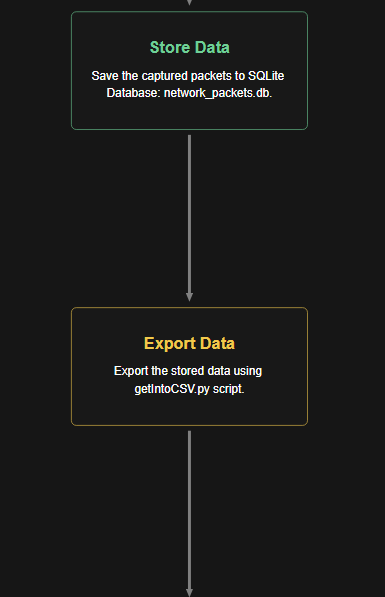 Store Data
Save the captured packets to SQLite
Database: network_packets.db.
Export Data
Export the stored data using
getIntoCSV.py script.